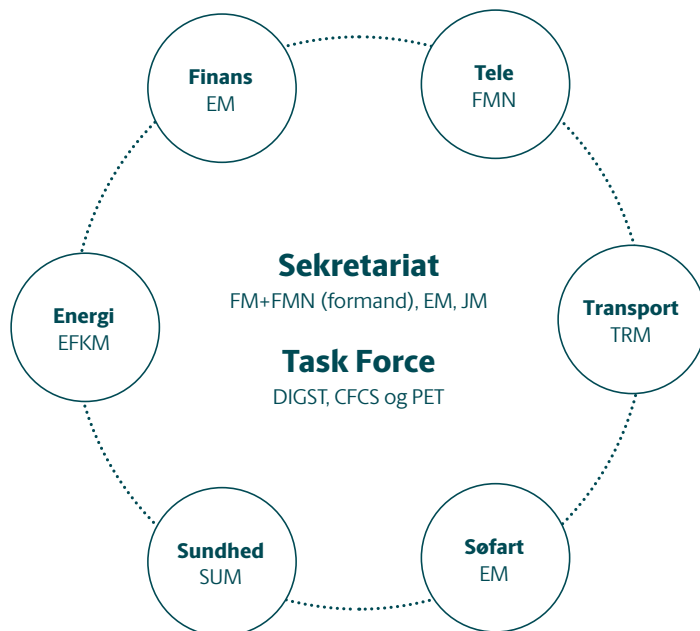 Finans
EM
Tele
FMN
Sekretariat
FM+FMN (formand), EM, JM
Task Force
DIGST, CFCS og PET
Energi
EFKM
Transport
TRM
Sundhed
SUM
Søfart
EM